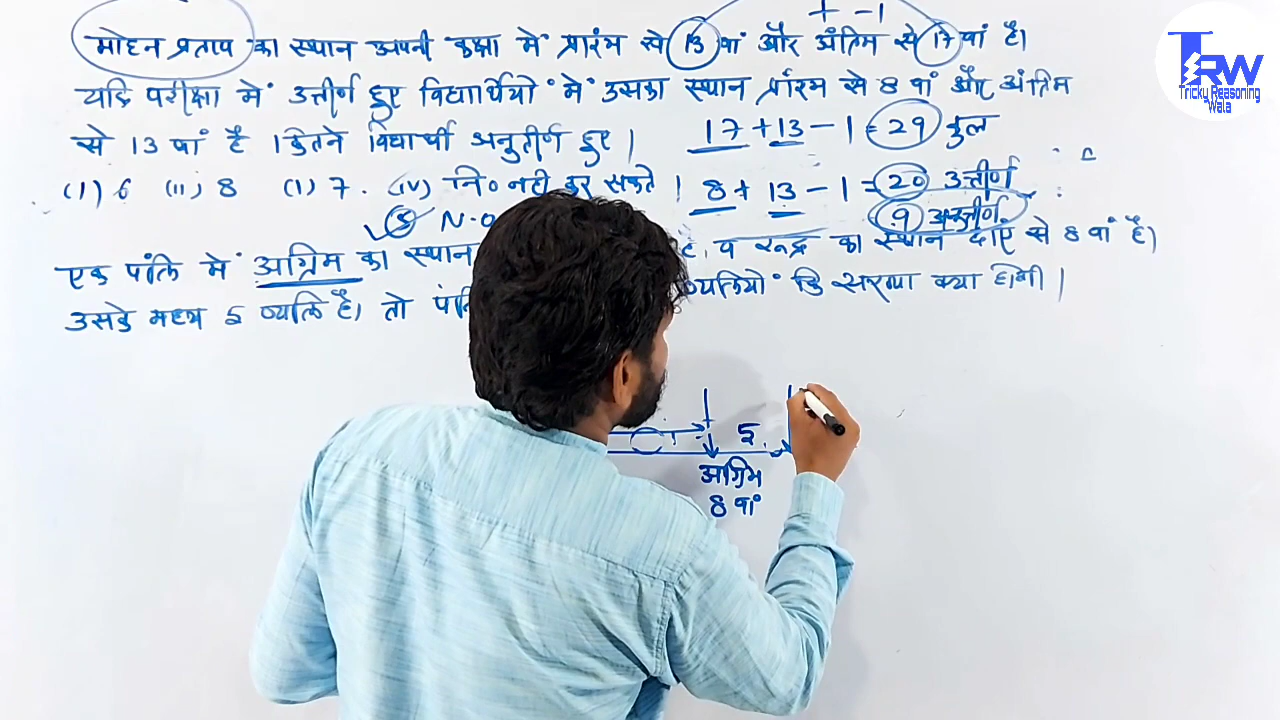 + -1
मोहन प्रताप का स्थान अपनी कक्षा में प्रारंभ से 13 वां और अंतिम से 17 वां है।
यदि परीक्षा में उत्तीर्ण हुए विद्यार्थियों में उसका स्थान प्रारंभ से 8 वां और अंतिम
से 13 वां है । कितने विद्यार्थी अनुतीर्ण हुए |
17 + 13 - 1 = 29 कुल
(1) 6 (11) 8 (1) 7. (iv) नि० नही कर सकते |
8 + 13 - 1 = 20 उत्तीर्ण
9 अनुत्तीर्ण
5 N-0
एक पंक्ति में अग्रिम का स्थान
है, व रूद्र का स्थान दाएं से 8 वां है।
उसके मध्य 5 व्यक्ति है। तो
व्यक्तियों कि क्या होगी |
5
अग्रिम
8 वां
TRW
Tricky Reasoning
Wala